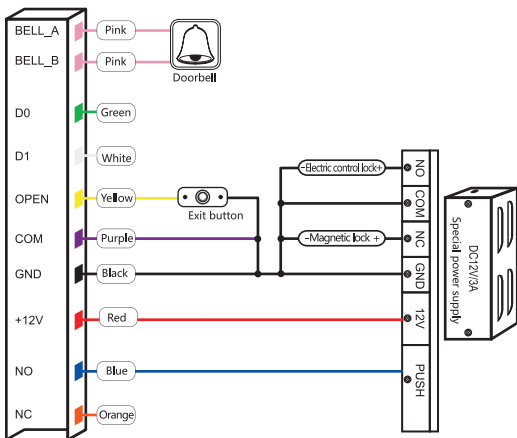 BELL_A Pink
BELL_B Pink
Doorbell
D0 Green
D1 White
OPEN Yellow
Exit button
COM Purple
GND Black
+12V Red
NO Blue
NC Orange
-Electric control lock+
-Magnetic lock +
NO
COM
NC
GND
12V
PUSH
DC12V/3A
Special power supply